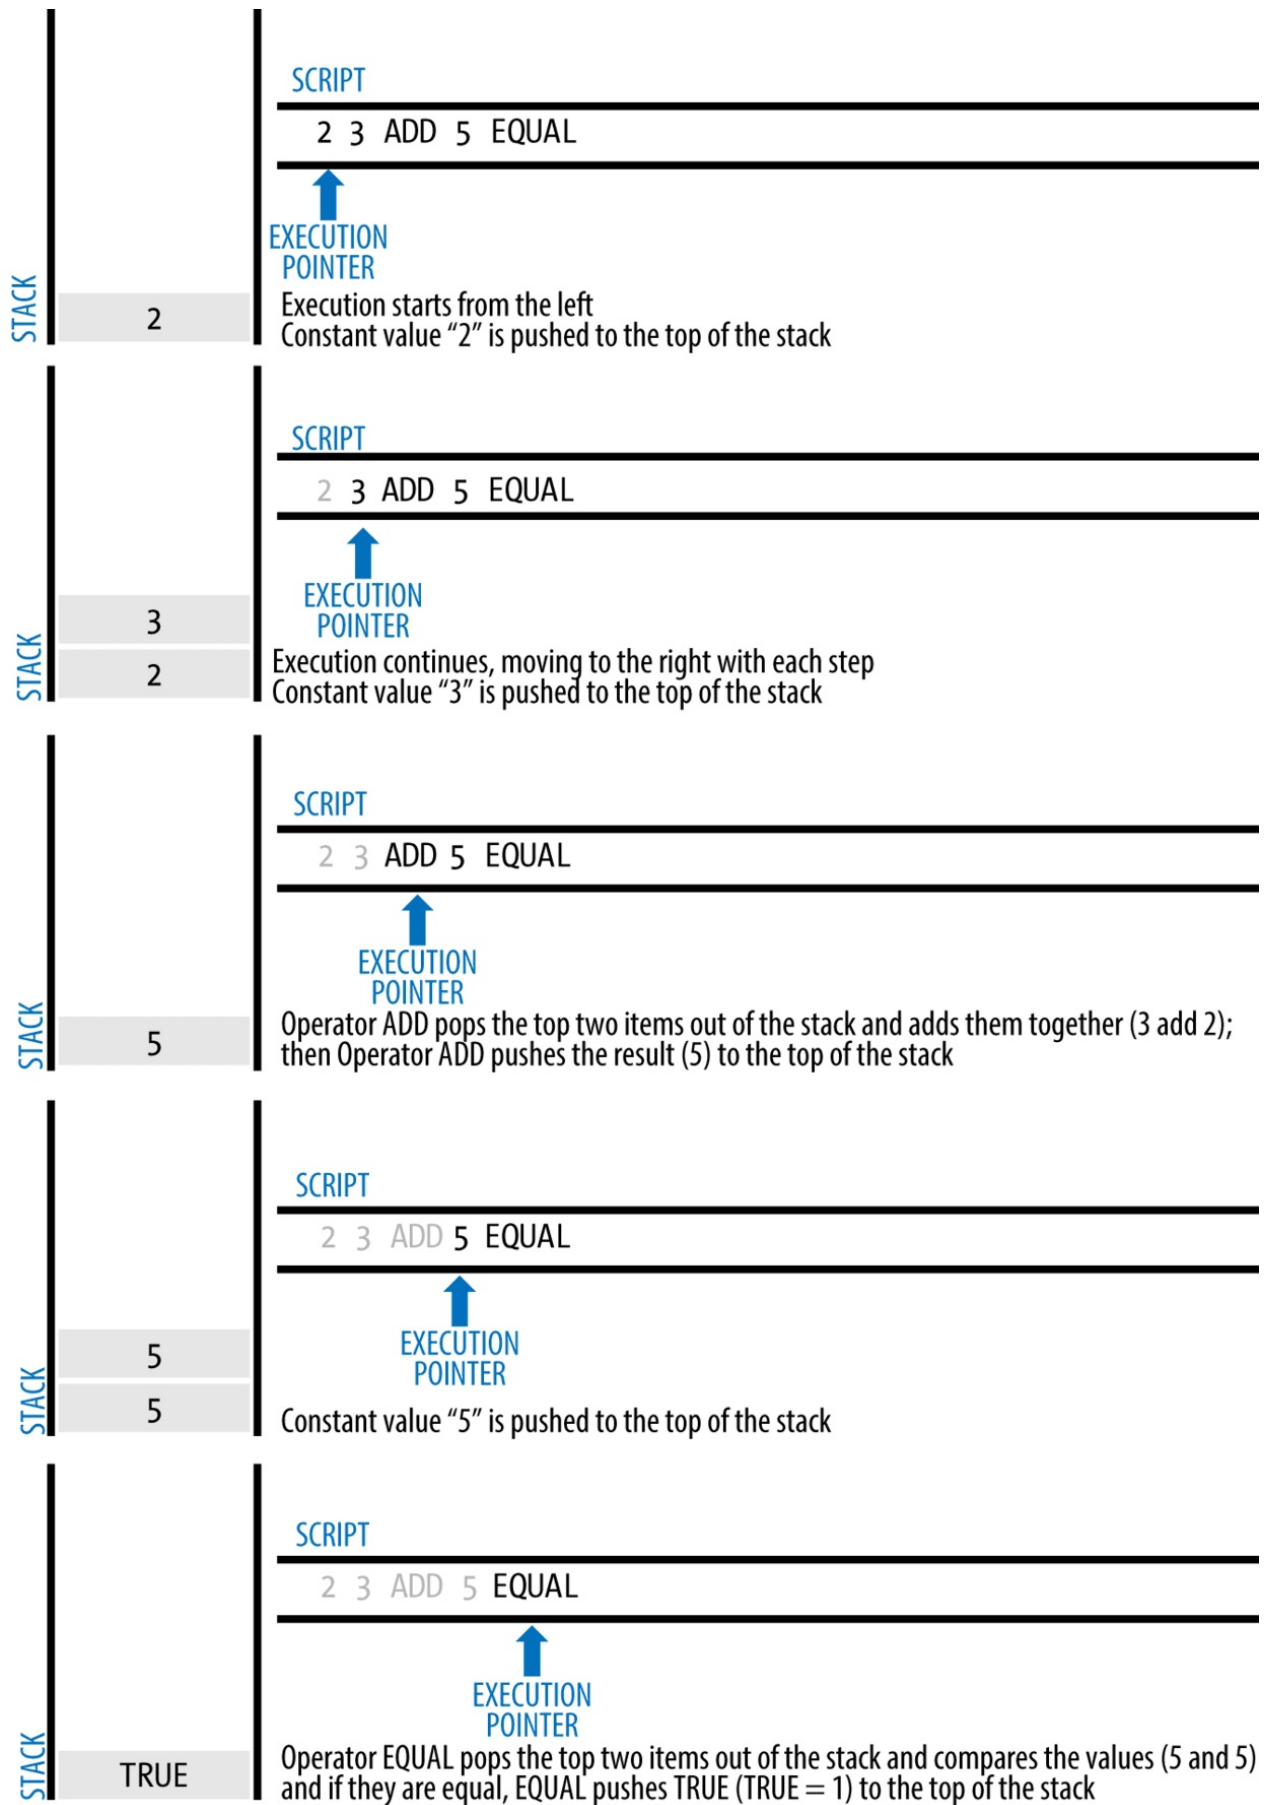 SCRIPT
2 3 ADD 5 EQUAL
EXECUTION
POINTER
STACK
2
Execution starts from the left
Constant value “2” is pushed to the top of the stack
SCRIPT
2 3 ADD 5 EQUAL
EXECUTION
POINTER
STACK
3
2
Execution continues, moving to the right with each step
Constant value “3” is pushed to the top of the stack
SCRIPT
2 3 ADD 5 EQUAL
EXECUTION
POINTER
STACK
5
Operator ADD pops the top two items out of the stack and adds them together (3 add 2);
then Operator ADD pushes the result (5) to the top of the stack
SCRIPT
2 3 ADD 5 EQUAL
EXECUTION
POINTER
STACK
5
5
Constant value “5” is pushed to the top of the stack
SCRIPT
2 3 ADD 5 EQUAL
EXECUTION
POINTER
STACK
TRUE
Operator EQUAL pops the top two items out of the stack and compares the values (5 and 5)
and if they are equal, EQUAL pushes TRUE (TRUE = 1) to the top of the stack